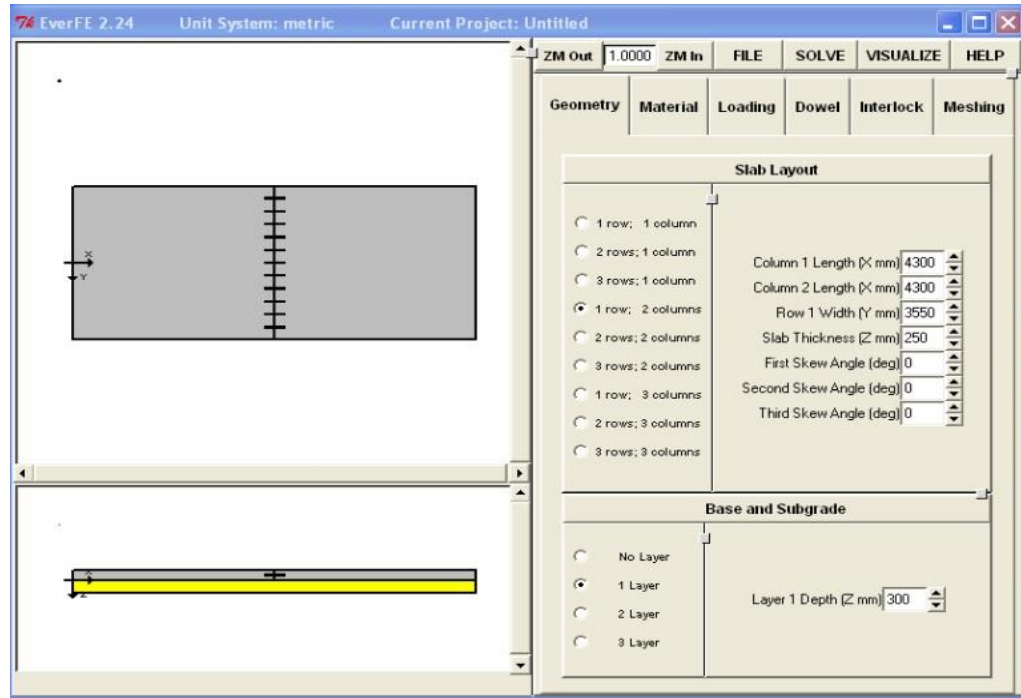 EverFE 2.24 Unit System: metric Current Project: Untitled
ZM Out 1.0000 ZM In FILE SOLVE VISUALIZE HELP
Geometry Material Loading Dowel Interlock Meshing
X
Y
Slab Layout
1 row; 1 column
2 rows; 1 column
3 rows; 1 column
1 row; 2 columns
2 rows; 2 columns
3 rows; 2 columns
1 row; 3 columns
2 rows; 3 columns
3 rows; 3 columns
Column 1 Length (X mm) 4300
Column 2 Length (X mm) 4300
Row 1 Width (Y mm) 3550
Slab Thickness (Z mm) 250
First Skew Angle (deg) 0
Second Skew Angle (deg) 0
Third Skew Angle (deg) 0
X
Z
Base and Subgrade
No Layer
1 Layer
2 Layer
3 Layer
Layer 1 Depth (Z mm) 300